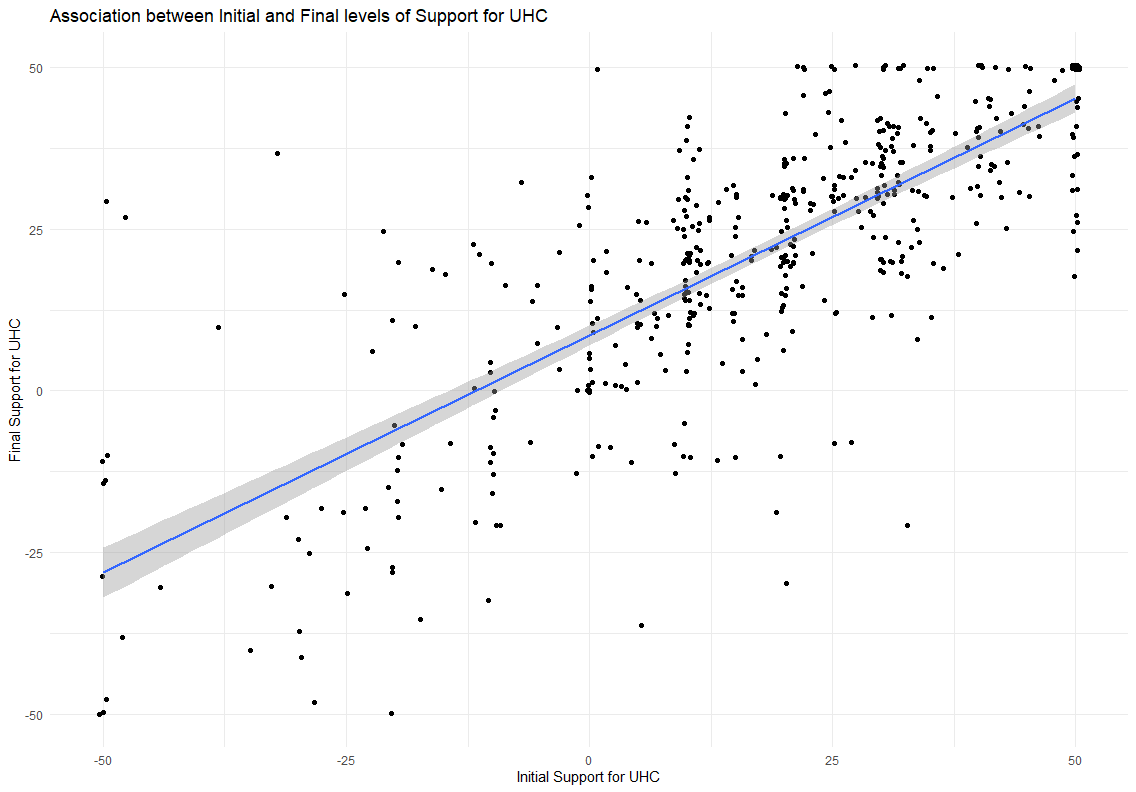 Association between Initial and Final levels of Support for UHC
50
25
0
-25
-50
Final Support for UHC
-50 -25 0 25 50
Initial Support for UHC